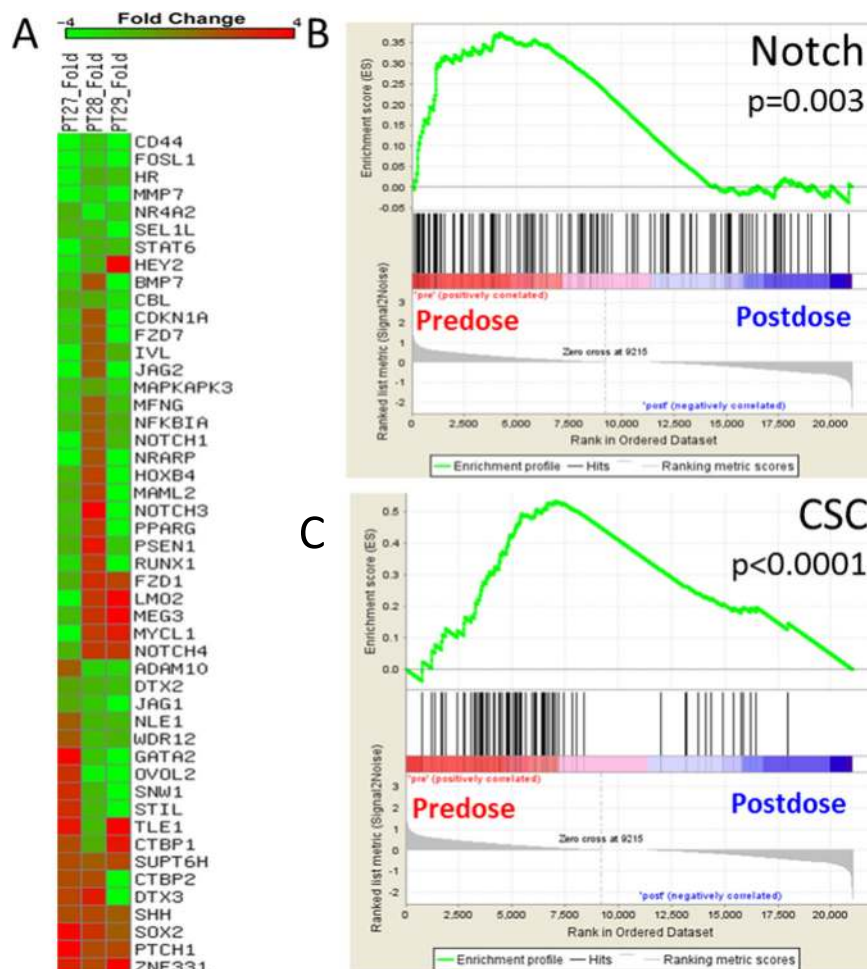 A
Fold Change
-4
4
PT27_Fold
PT28_Fold
PT29_Fold
CD44
FOSL1
HR
MMP7
NR4A2
SEL1L
STAT6
HEY2
BMP7
CBL
CDKN1A
FZD7
IVL
JAG2
MAPKAPK3
MFNG
NFKBIA
NOTCH1
NRARP
HOXB4
MAML2
NOTCH3
PPARG
PSEN1
RUNX1
FZD1
LMO2
MEG3
MYCL1
NOTCH4
ADAM10
DTX2
JAG1
NLE1
WDR12
GATA2
OVOL2
SNW1
STIL
TLE1
CTBP1
SUPT6H
CTBP2
DTX3
SHH
SOX2
PTCH1
ZNF331
B
Notch
p=0.003
Enrichment score (ES)
0.35
0.30
0.25
0.20
0.15
0.10
0.05
0.00
-0.05
'pre' (positively correlated)
Predose
Postdose
Zero cross at 9215
'post' (negatively correlated)
Ranked list metric (Signal2Noise)
3
2
1
0
-1
-2
0
2,500
5,000
7,500
10,000
12,500
15,000
17,500
20,000
Rank in Ordered Dataset
Enrichment profile
Hits
Ranking metric scores
C
CSC
p<0.0001
Enrichment score (ES)
0.5
0.4
0.3
0.2
0.1
0.0
'pre' (positively correlated)
Predose
Postdose
Zero cross at 9215
'post' (negatively correlated)
Ranked list metric (Signal2Noise)
3
2
1
0
-1
-2
0
2,500
5,000
7,500
10,000
12,500
15,000
17,500
20,000
Rank in Ordered Dataset
Enrichment profile
Hits
Ranking metric scores